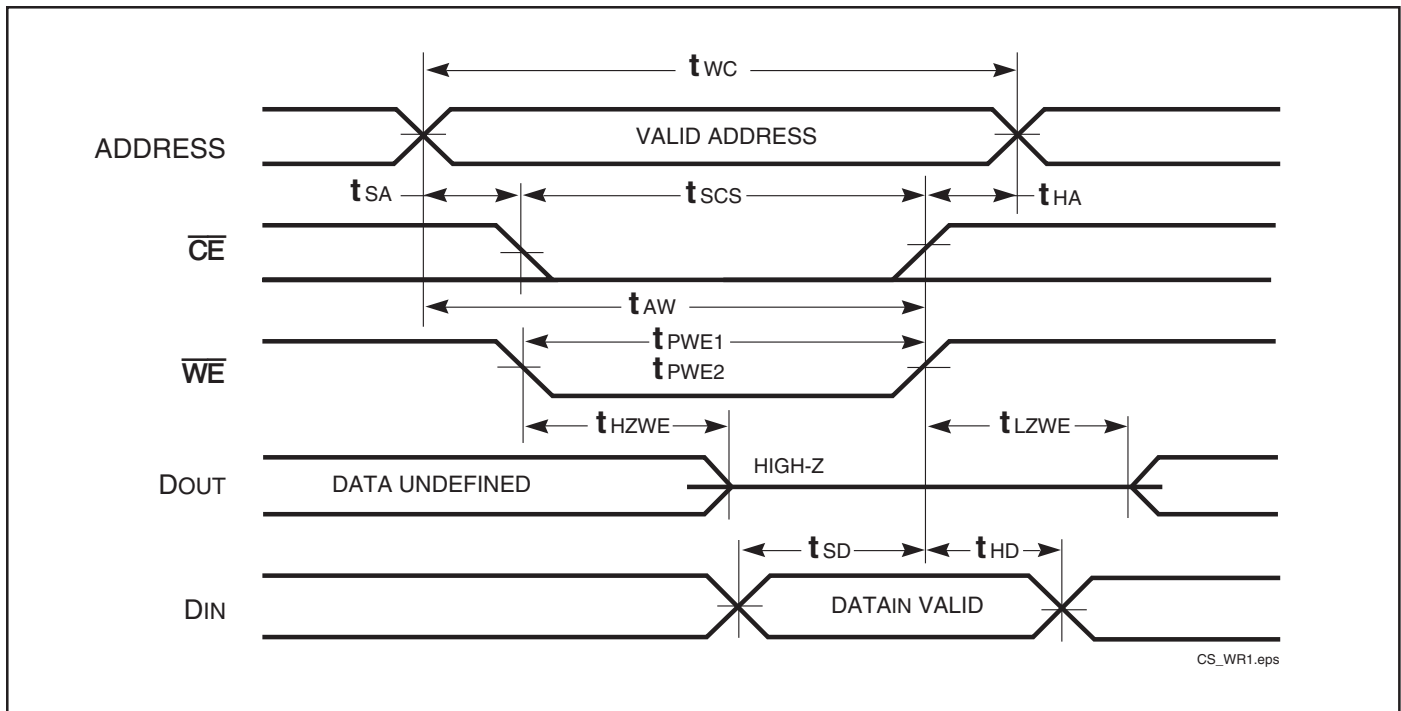 tWC
ADDRESS
VALID ADDRESS
tSA
tSCS
tHA
CE
tAW
tPWE1
WE
tPWE2
tHZWE
tLZWE
HIGH-Z
DOUT
DATA UNDEFINED
tSD
tHD
DIN
DATAIN VALID
CS_WR1.eps